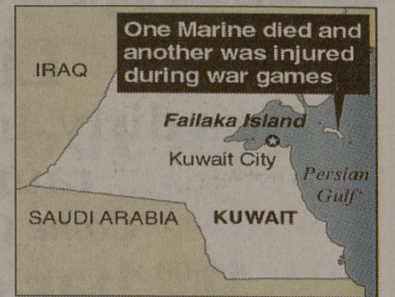 One Marine died and
another was injured
during war games
IRAQ
Failaka Island
Kuwait City
Persian
Gulf
SAUDI ARABIA
KUWAIT